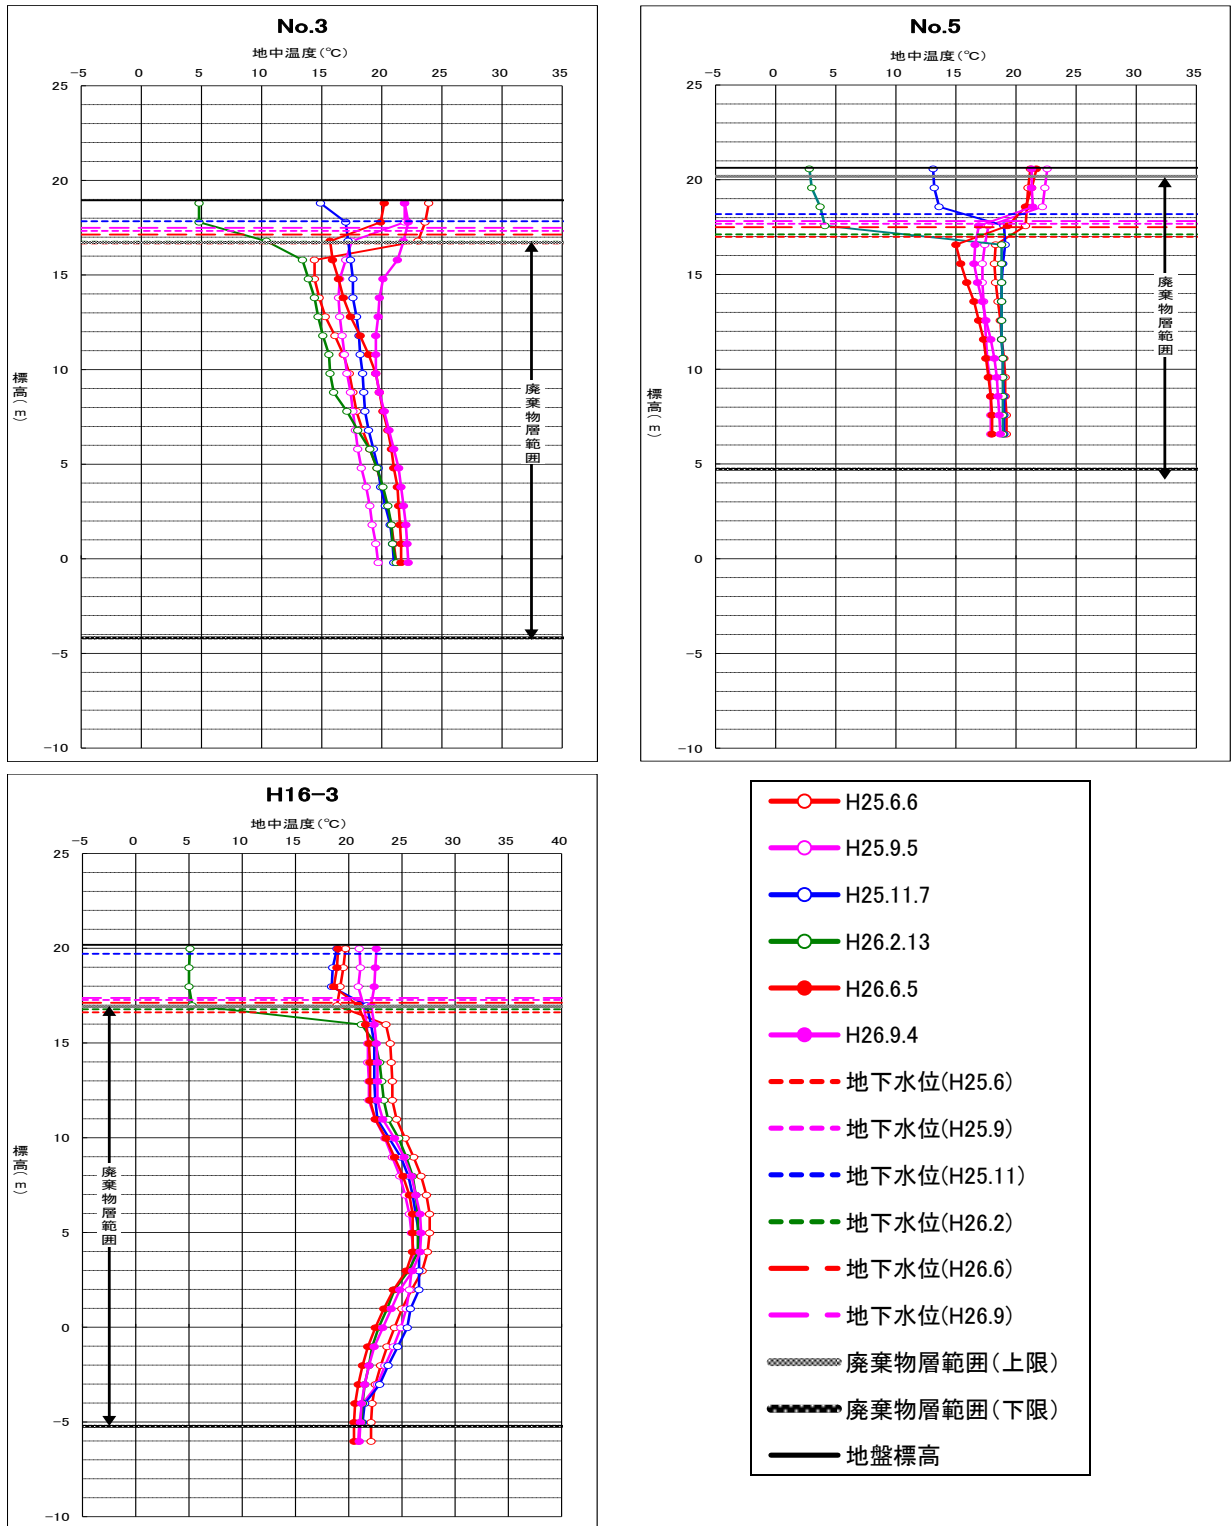 No.3
地中温度(℃)
-5 0 5 10 15 20 25 30 35
25
20
15
10
5
0
-5
-10
標高(m)
廃棄物層範囲
No.5
地中温度(℃)
-5 0 5 10 15 20 25 30 35
25
20
15
10
5
0
-5
-10
標高(m)
廃棄物層範囲
H16-3
地中温度(℃)
-5 0 5 10 15 20 25 30 35 40
25
20
15
10
5
0
-5
-10
標高(m)
廃棄物層範囲
H25.6.6
H25.9.5
H25.11.7
H26.2.13
H26.6.5
H26.9.4
地下水位(H25.6)
地下水位(H25.9)
地下水位(H25.11)
地下水位(H26.2)
地下水位(H26.6)
地下水位(H26.9)
廃棄物層範囲(上限)
廃棄物層範囲(下限)
地盤標高